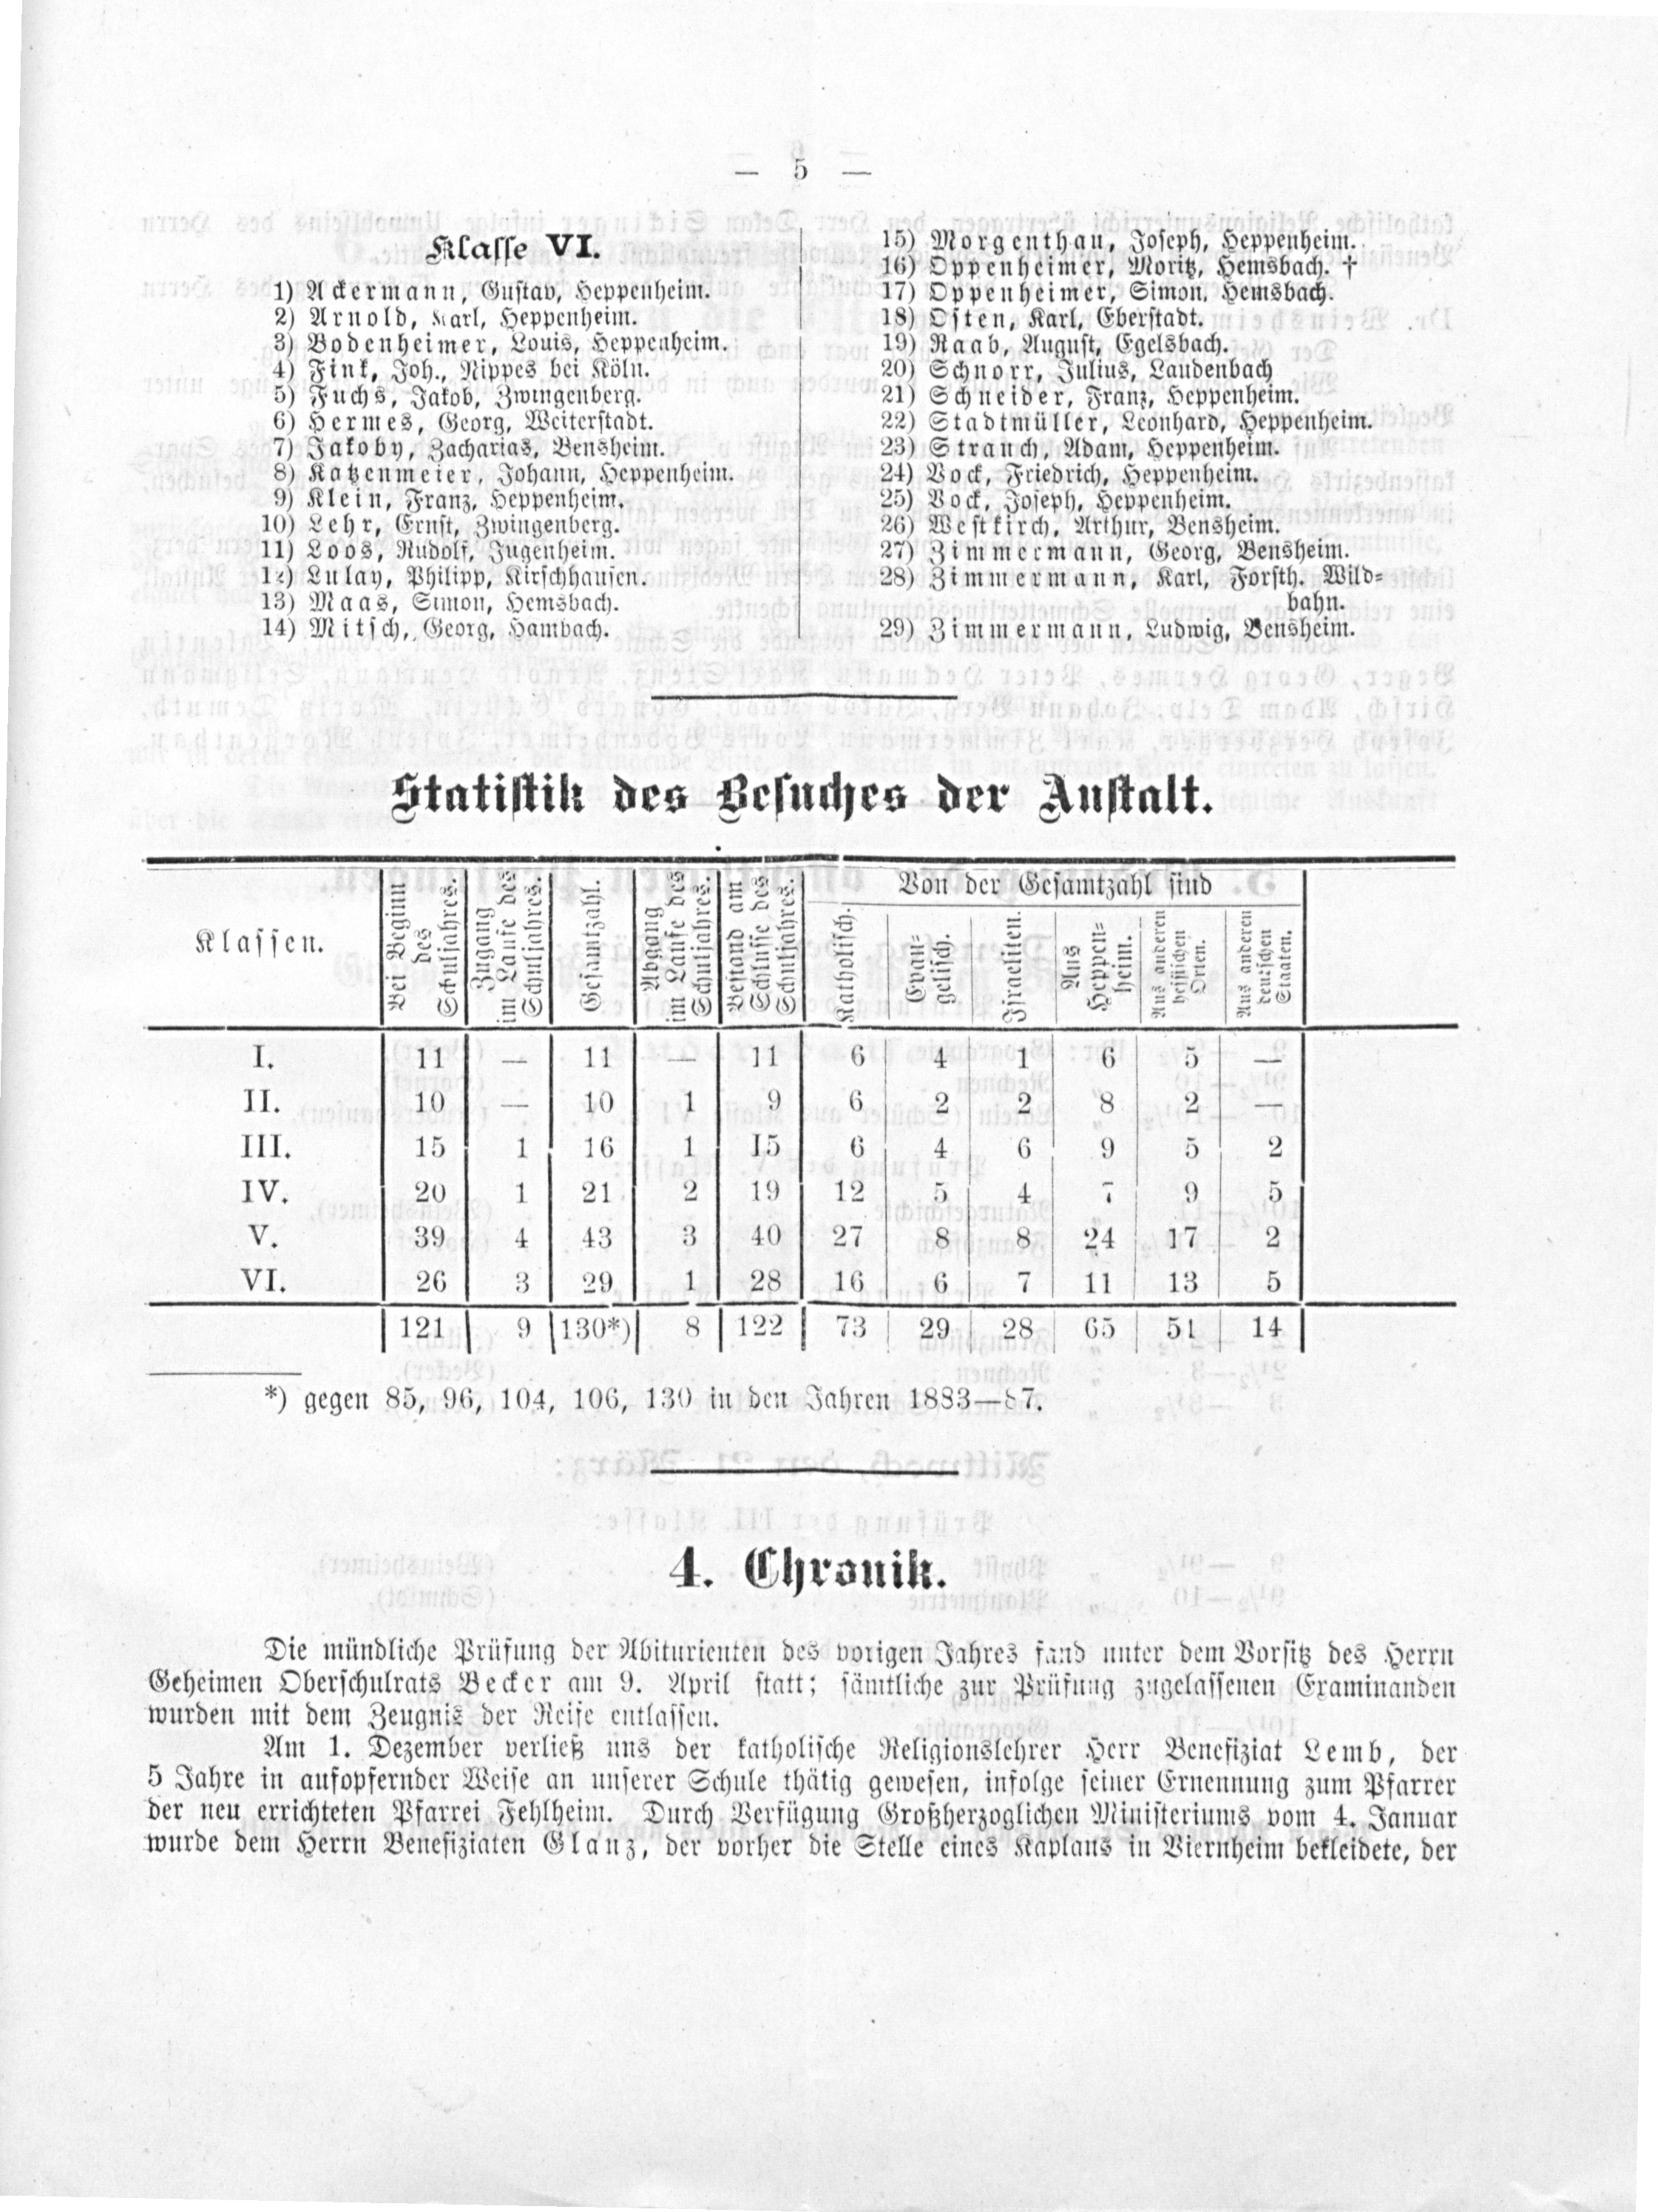 — 5 —
Klasse VI.
1) Ackermann, Gustav, Heppenheim.
2) Arnold, Karl, Heppenheim.
3) Bodenheimer, Louis, Heppenheim.
4) Fink, Joh., Nippes bei Köln.
5) Fuchs, Jakob, Zwingenberg.
6) Hermes, Georg, Weiterstadt.
7) Jakoby, Zacharias, Bensheim.
8) Katzenmeier, Johann, Heppenheim.
9) Klein, Franz, Heppenheim.
10) Lehr, Ernst, Zwingenberg.
11) Loos, Rudolf, Jugenheim.
12) Lulay, Philipp, Kirschhausen.
13) Maas, Simon, Hemsbach.
14) Mitsch, Georg, Hambach.
15) Morgenthau, Joseph, Heppenheim.
16) Oppenheimer, Moritz, Hemsbach. †
17) Oppenheimer, Simon, Hemsbach.
18) Osten, Karl, Eberstadt.
19) Raab, August, Egelsbach.
20) Schnorr, Julius, Laudenbach
21) Schneider, Franz, Heppenheim.
22) Stadtmüller, Leonhard, Heppenheim.
23) Strauch, Adam, Heppenheim.
24) Vock, Friedrich, Heppenheim.
25) Vock, Joseph, Heppenheim.
26) Westkirch, Arthur, Bensheim.
27) Zimmermann, Georg, Bensheim.
28) Zimmermann, Karl, Forsth. Wild-
bahn.
29) Zimmermann, Ludwig, Bensheim.
Statistik des Besuches der Anstalt.
Klassen.
Bei Beginn
des
Schuljahres.
Zugang
im Laufe des
Schuljahres.
Gesamtzahl.
Abgang
im Laufe des
Schuljahres.
Bestand am
Schlusse des
Schuljahres.
Von der Gesamtzahl sind
Katholisch.
Evan-
gelisch.
Israeliten.
Aus
Heppen-
heim.
Aus anderen
hessischen
Orten.
Aus anderen
deutschen
Staaten.
I. 11 — 11 — 11 6 4 1 6 5 —
II. 10 — 10 1 9 6 2 2 8 2 —
III. 15 1 16 1 15 6 4 6 9 5 2
IV. 20 1 21 2 19 12 5 4 7 9 5
V. 39 4 43 3 40 27 8 8 24 17 2
VI. 26 3 29 1 28 16 6 7 11 13 5
121 9 130*) 8 122 73 29 28 65 51 14
*) gegen 85, 96, 104, 106, 130 in den Jahren 1883—87.
4. Chronik.
Die mündliche Prüfung der Abiturienten des vorigen Jahres fand unter dem Vorsitz des Herrn
Geheimen Oberschulrats Becker am 9. April statt; sämtliche zur Prüfung zugelassenen Examinanden
wurden mit dem Zeugnis der Reife entlassen.
Am 1. Dezember verließ uns der katholische Religionslehrer Herr Benefiziat Lemb, der
5 Jahre in aufopfernder Weise an unserer Schule thätig gewesen, infolge seiner Ernennung zum Pfarrer
der neu errichteten Pfarrei Fehlheim. Durch Verfügung Großherzoglichen Ministeriums vom 4. Januar
wurde dem Herrn Benefiziaten Glanz, der vorher die Stelle eines Kaplans in Viernheim bekleidete, der